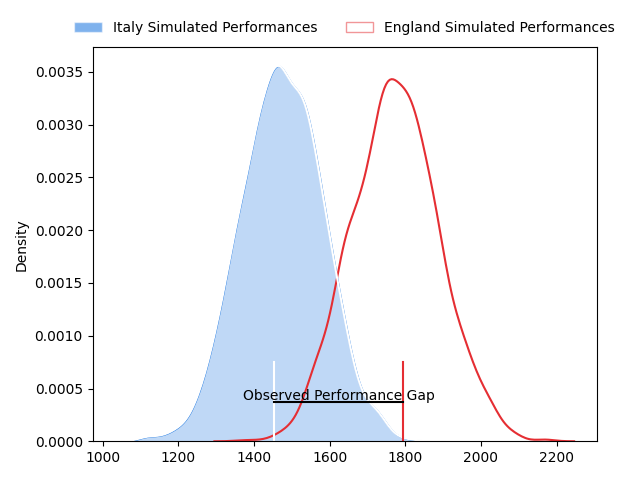 Italy Simulated Performances England Simulated Performances
0.0035
0.0030
0.0025
0.0020
0.0015
0.0010
0.0005
0.0000
Density
Observed Performance Gap
1000 1200 1400 1600 1800 2000 2200